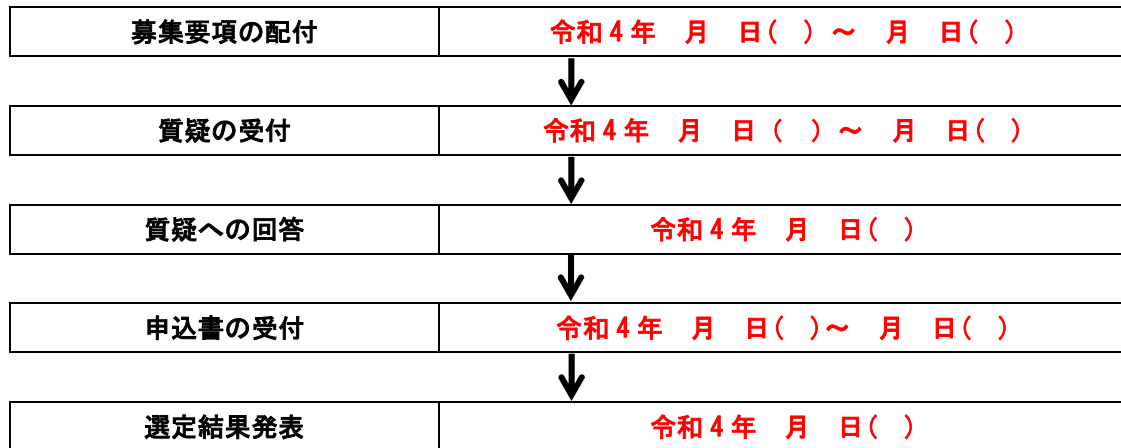 募集要項の配付 令和4年　月　日(　)～　月　日(　)
質疑の受付 令和4年　月　日(　)～　月　日(　)
質疑への回答 令和4年　月　日(　)
申込書の受付 令和4年　月　日(　)～　月　日(　)
選定結果発表 令和4年　月　日(　)